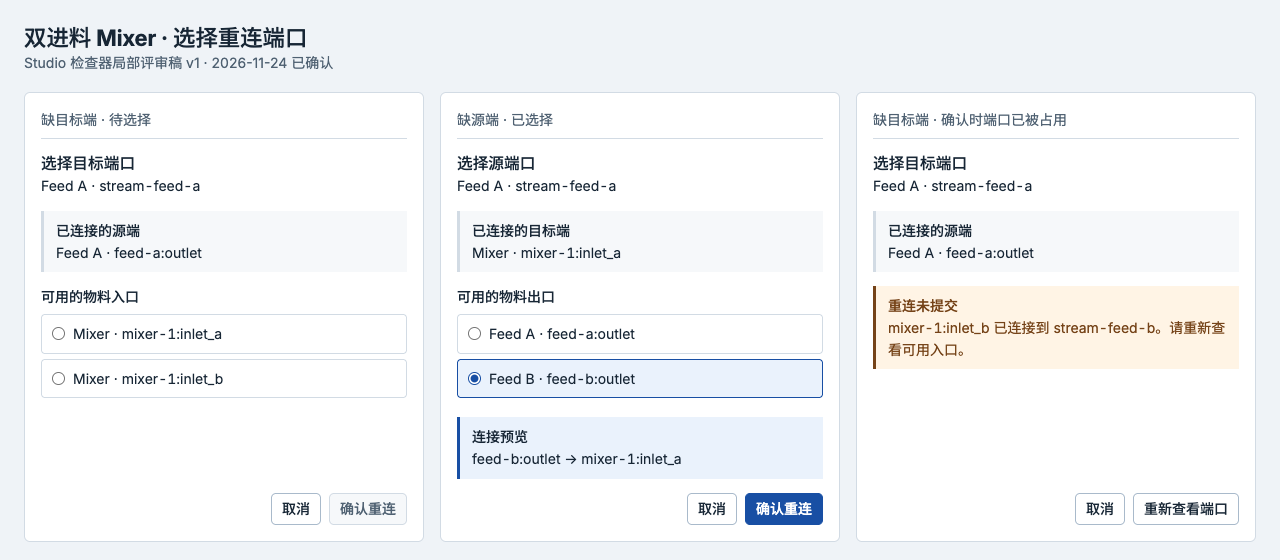 双进料 Mixer · 选择重连端口
Studio 检查器局部评审稿 v1 · 2026-11-24 已确认
缺目标端 · 待选择
选择目标端口
Feed A · stream-feed-a
已连接的源端
Feed A · feed-a:outlet
可用的物料入口
Mixer · mixer-1:inlet_a
Mixer · mixer-1:inlet_b
取消
确认重连
缺源端 · 已选择
选择源端口
Feed A · stream-feed-a
已连接的目标端
Mixer · mixer-1:inlet_a
可用的物料出口
Feed A · feed-a:outlet
Feed B · feed-b:outlet
连接预览
feed-b:outlet → mixer-1:inlet_a
取消
确认重连
缺目标端 · 确认时端口已被占用
选择目标端口
Feed A · stream-feed-a
已连接的源端
Feed A · feed-a:outlet
重连未提交
mixer-1:inlet_b 已连接到 stream-feed-b。请重新查
看可用入口。
取消
重新查看端口